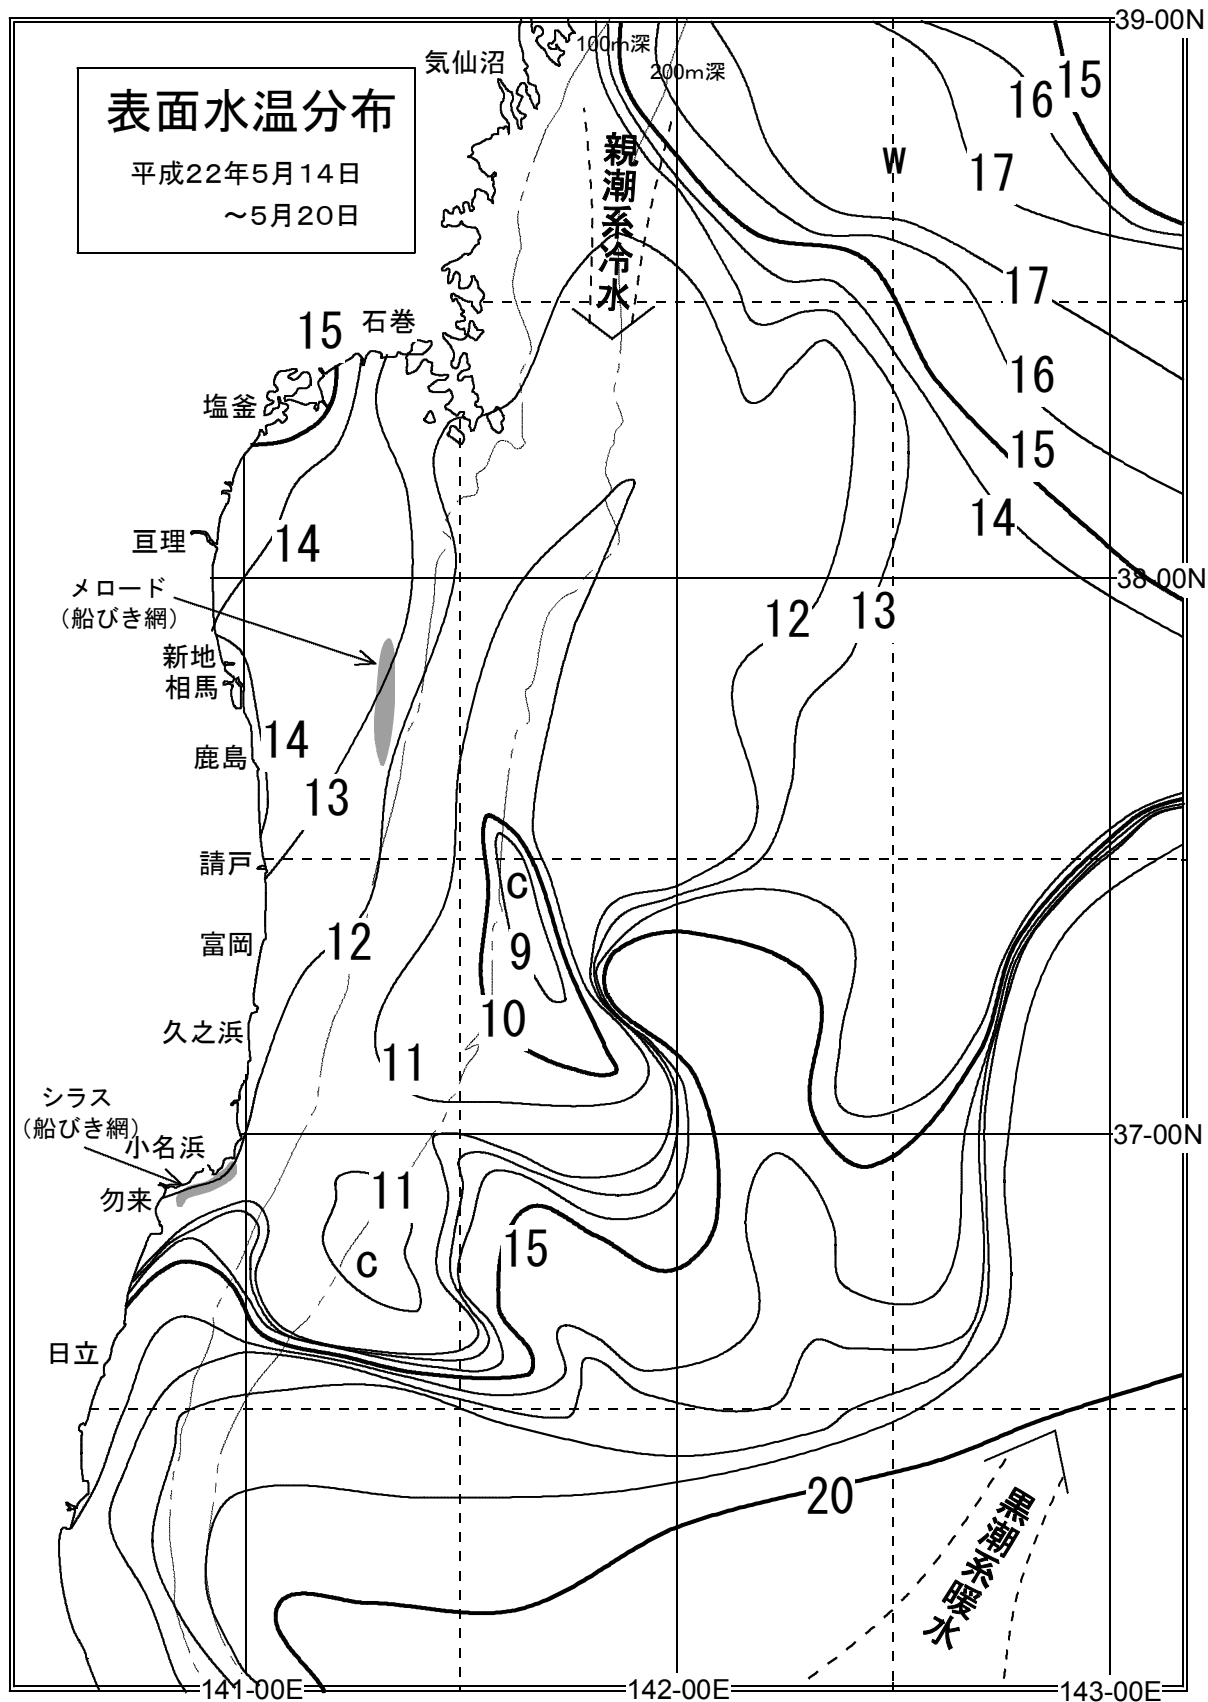 39-00N
気仙沼
100m深
200m深
表面水温分布
平成22年5月14日
～5月20日
15
16
W
17
親潮系冷水
17
石巻
15
16
塩釜
15
14
亘理
14
38-00N
メロード
(船びき網)
12
13
新地
相馬
14
鹿島
13
請戸
C
富岡
12
9
10
久之浜
11
シラス
(船びき網)
小名浜
37-00N
勿来
11
15
C
日立
20
黒潮系暖水
141-00E
142-00E
143-00E